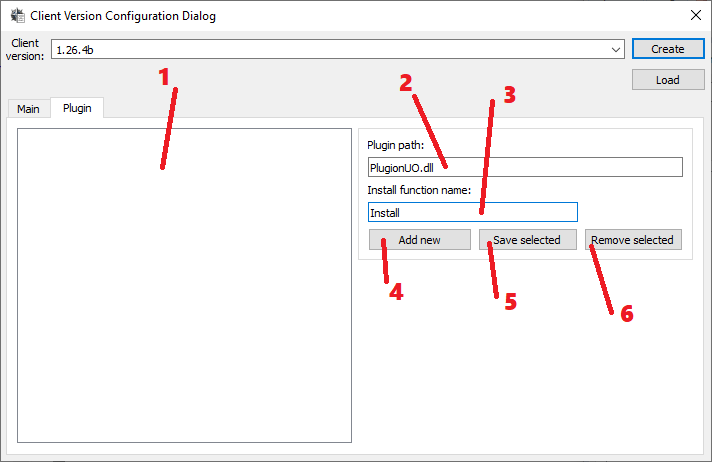 Client Version Configuration Dialog
Client version: 1.26.4b Create
Load
1 2 3
Main Plugin
Plugin path:
PlugionUO.dll
Install function name:
Install
Add new Save selected Remove selected
4 5 6